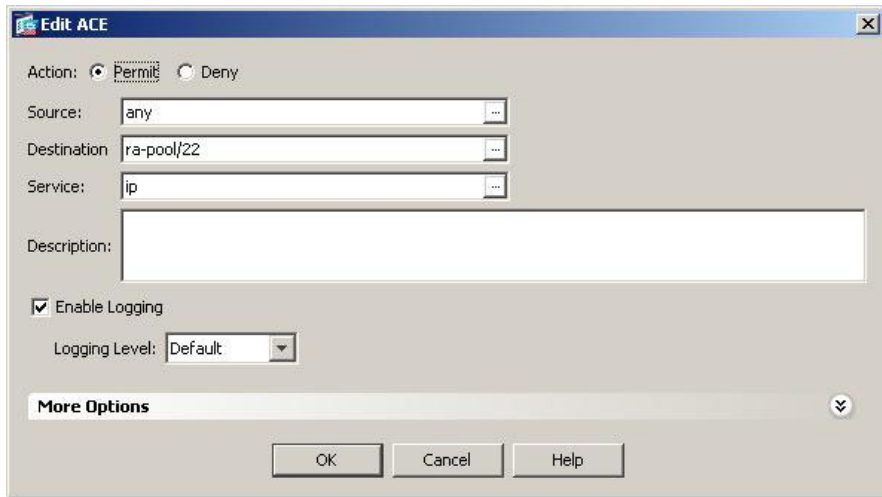 Edit ACE
Action: Permit Deny
Source: any ...
Destination ra-pool/22 ...
Service: ip ...
Description:
Enable Logging
Logging Level: Default
More Options
OK Cancel Help